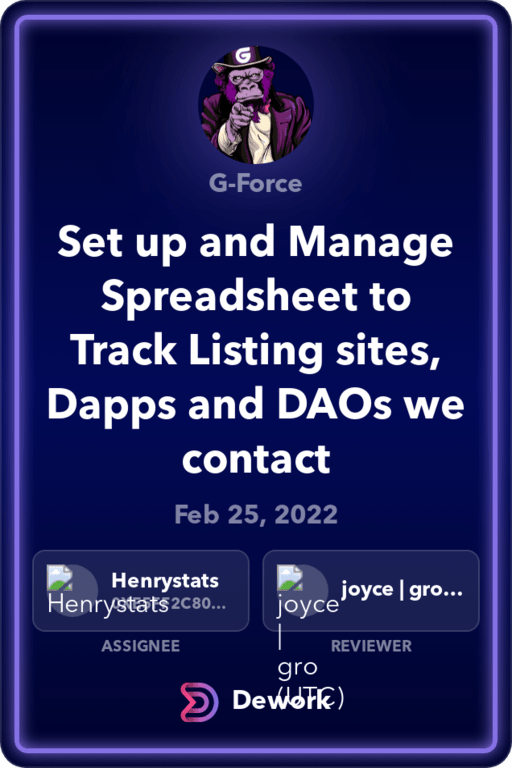 G
G-Force
Set up and Manage
Spreadsheet to
Track Listing sites,
Dapps and DAOs we
contact
Feb 25, 2022
Henrystats
Henrystats
joyce | gro...
joyce
|
gro
(UTC)
ASSIGNEE
REVIEWER
Dework